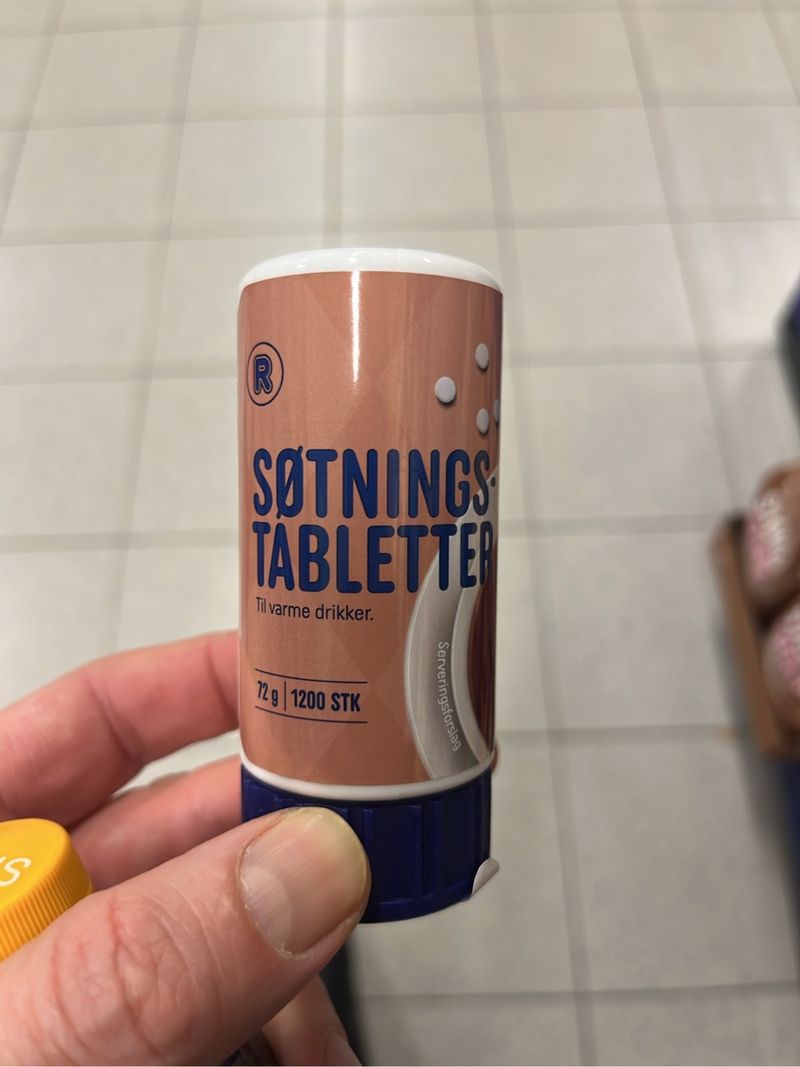 R
SØTNINGS-
TABLETTER
Til varme drikker.
72 g | 1200 STK
Serveringsforslag